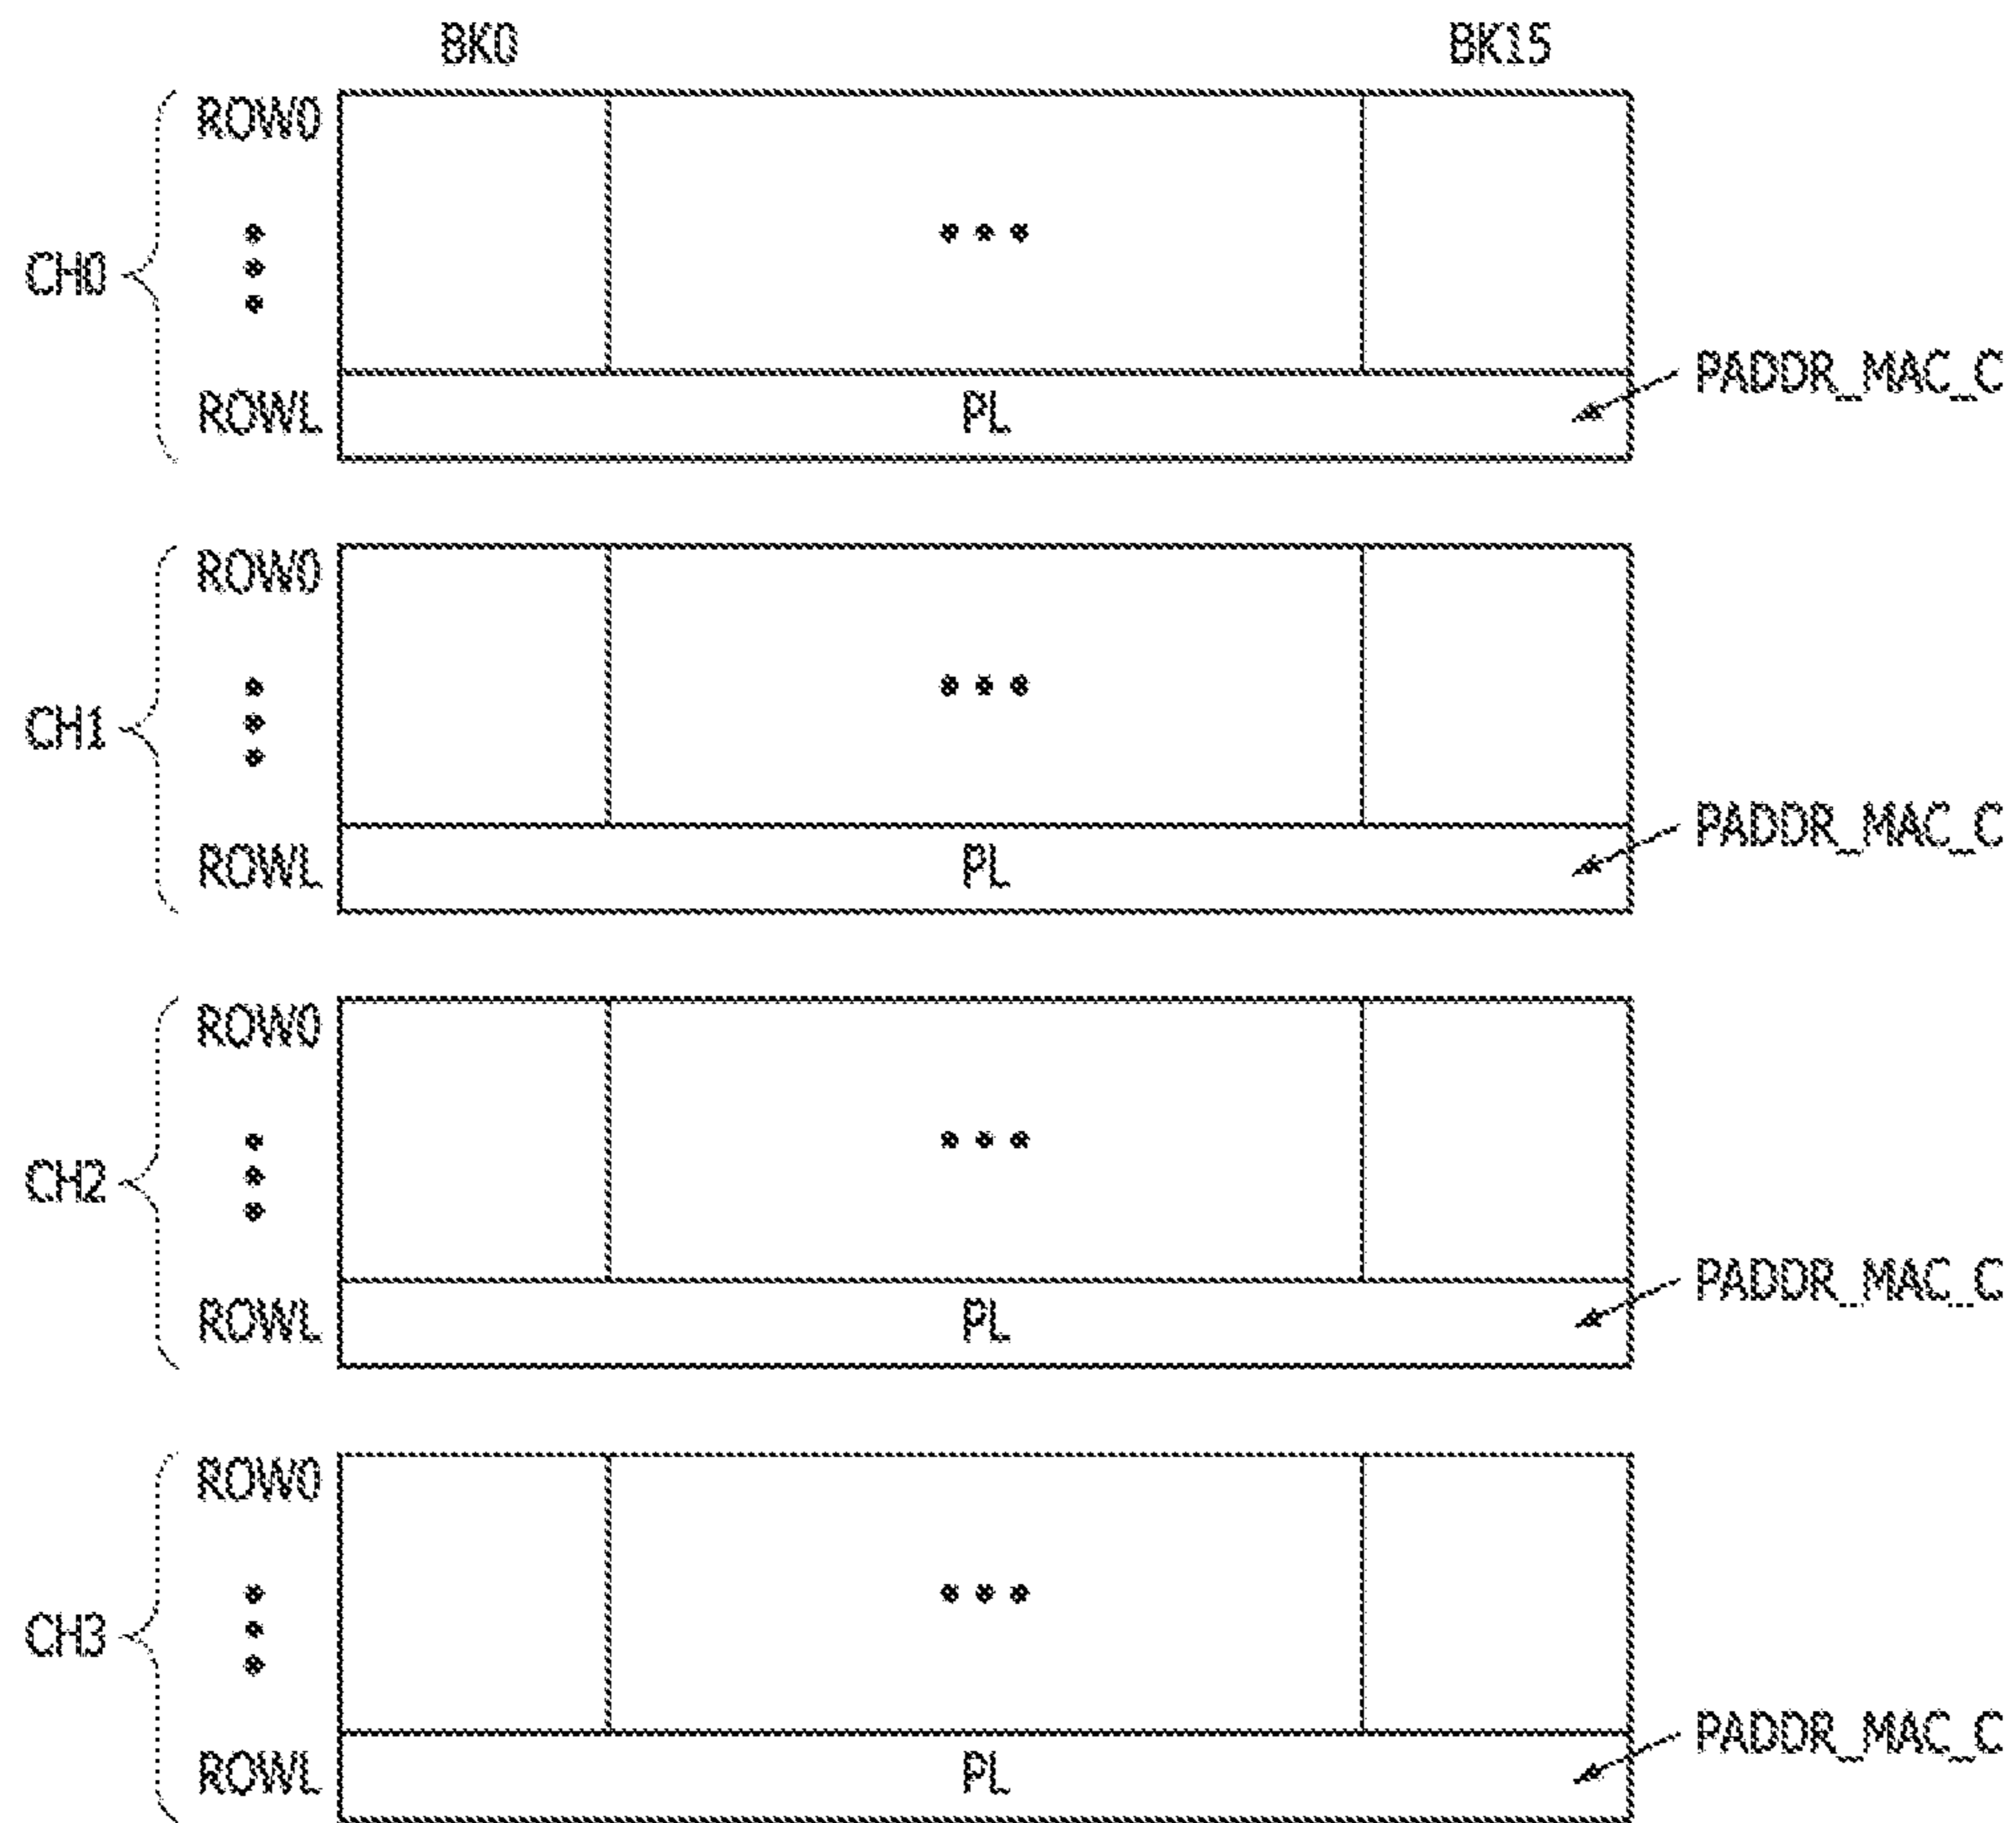 BK0 BK15
ROW0
CH0
PADDR_MAC_C
ROWL PL
ROW0
CH1
PADDR_MAC_C
ROWL PL
ROW0
CH2
PADDR_MAC_C
ROWL PL
ROW0
CH3
PADDR_MAC_C
ROWL PL